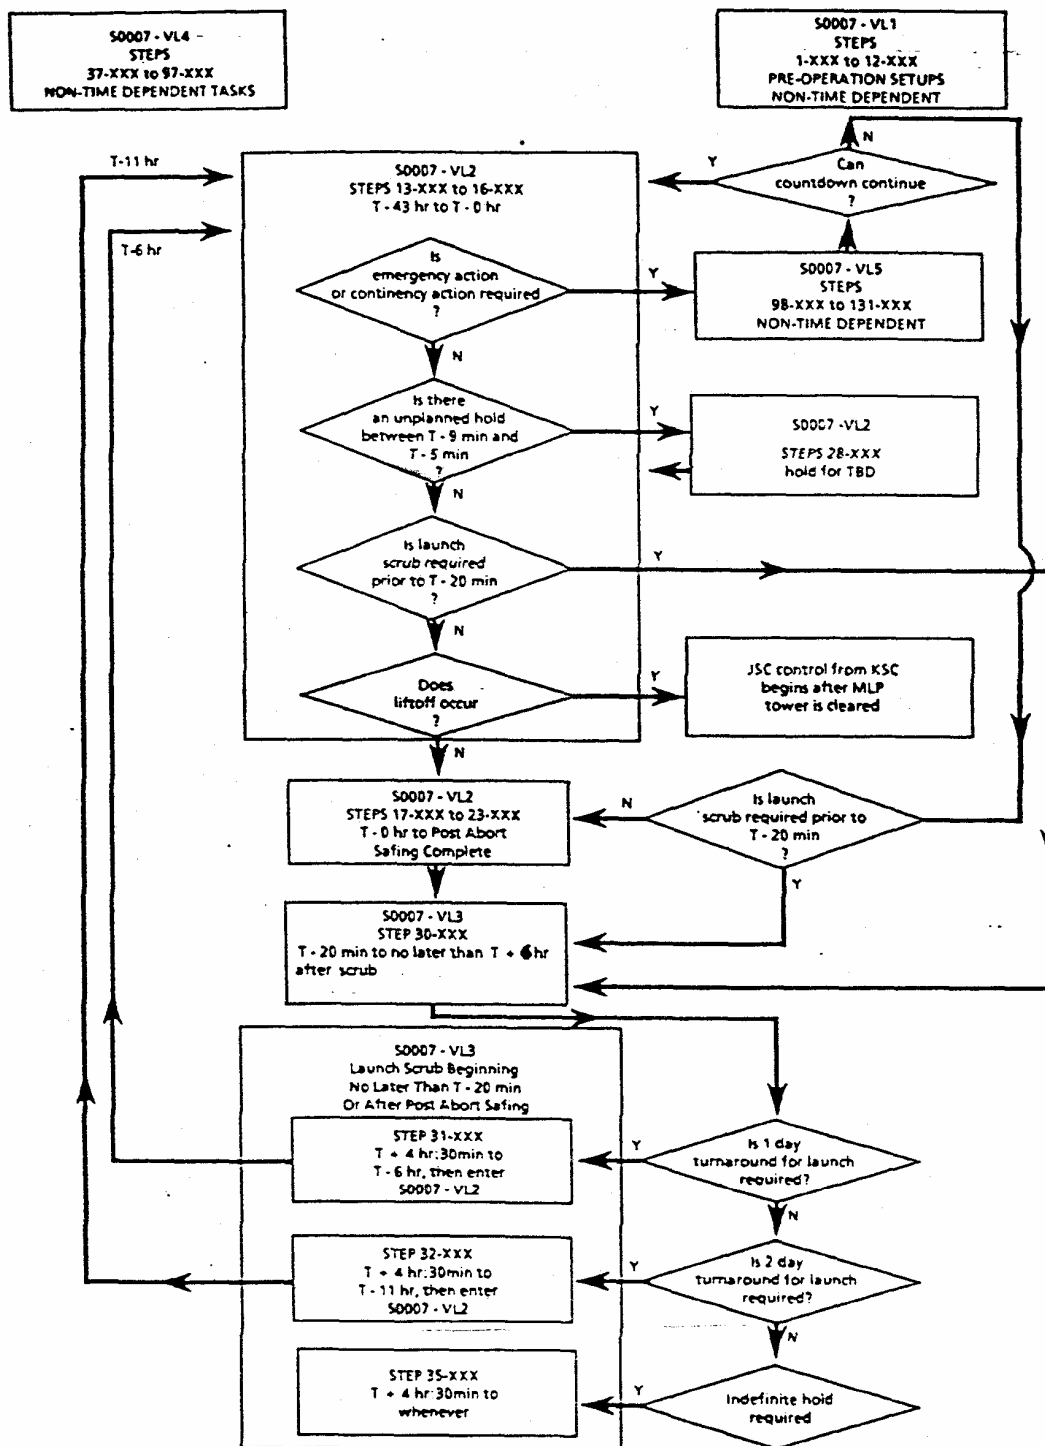 S0007 - VL4
STEPS
37-XXX to 97-XXX
NON-TIME DEPENDENT TASKS
S0007 - VL1
STEPS
1-XXX to 12-XXX
PRE-OPERATION SETUPS
NON-TIME DEPENDENT
N
T-11 hr
Y
Can
countdown continue
?
S0007 - VL2
STEPS 13-XXX to 16-XXX
T - 43 hr to T - 0 hr
T-6 hr
Is
emergency action
or continency action required
?
Y
S0007 - VL5
STEPS
98-XXX to 131-XXX
NON-TIME DEPENDENT
N
Is there
an unplanned hold
between T - 9 min and
T - 5 min
?
Y
S0007 - VL2
STEPS 28-XXX
hold for TBD
N
Is launch
scrub required
prior to T - 20 min
?
Y
N
Does
liftoff occur
?
Y
JSC control from KSC
begins after MLP
tower is cleared
N
S0007 - VL2
STEPS 17-XXX to 23-XXX
T - 0 hr to Post Abort
Safing Complete
N
Is launch
scrub required prior to
T - 20 min
?
Y
Y
S0007 - VL3
STEP 30-XXX
T - 20 min to no later than T + 6 hr
after scrub
S0007 - VL3
Launch Scrub Beginning
No Later Than T - 20 min
Or After Post Abort Safing
STEP 31-XXX
T + 4 hr:30min to
T - 6 hr, then enter
S0007 - VL2
Y
Is 1 day
turnaround for launch
required?
N
STEP 32-XXX
T + 4 hr:30min to
T - 11 hr, then enter
S0007 - VL2
Y
Is 2 day
turnaround for launch
required?
N
STEP 35-XXX
T + 4 hr:30min to
whenever
Y
Indefinite hold
required